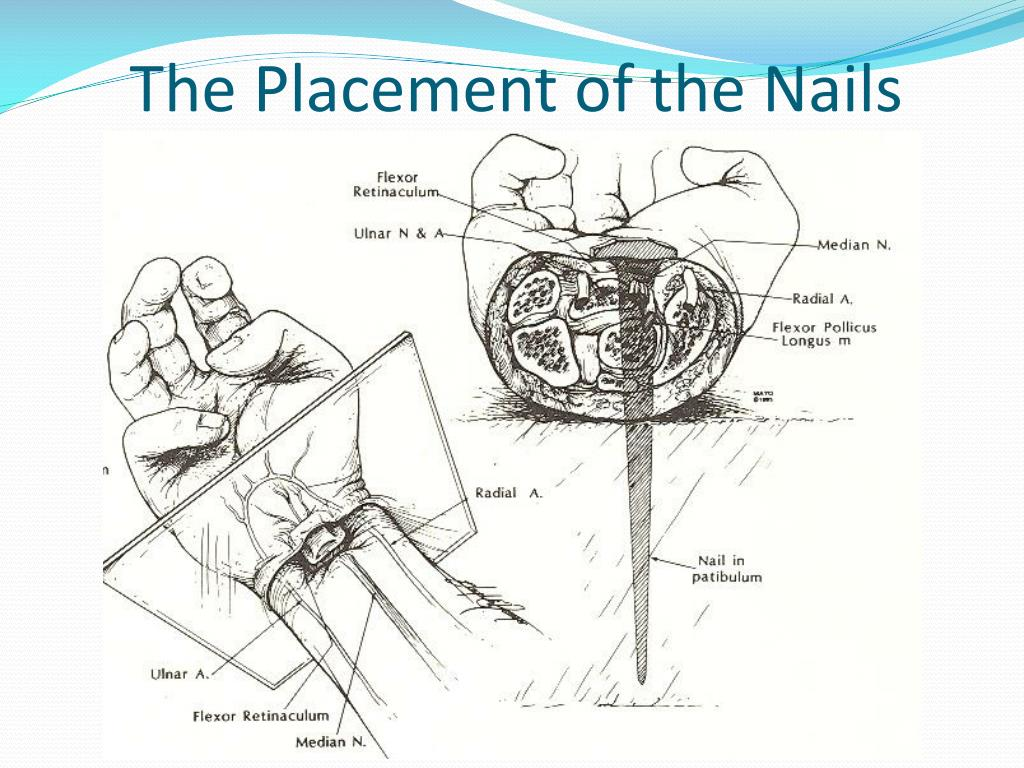 The Placement of the Nails
Flexor
Retinaculum
Ulnar N & A
Median N.
Radial A.
Flexor Pollicus
Longus m
Radial A.
Nail in
patibulum
Ulnar A.
Flexor Retinaculum
Median N.